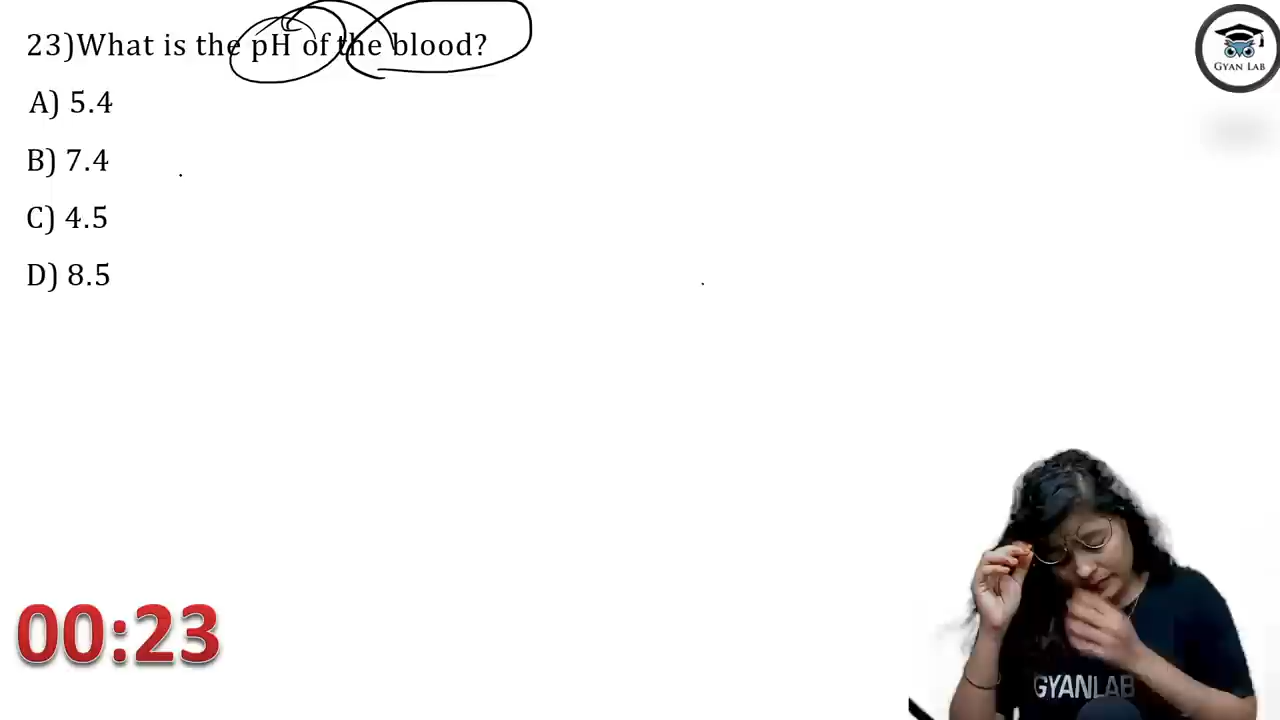 23)What is the pH of the blood?
A) 5.4
B) 7.4
C) 4.5
D) 8.5
GYAN LAB
00:23
GYANLAB